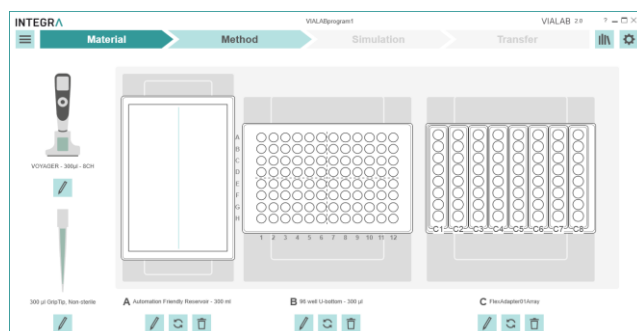 INTEGRA
VIALABprogram1
VIALAB 2.0
? – □ ×
Material
Method
Simulation
Transfer
A
B
C
D
E
F
G
H
1 2 3 4 5 6 7 8 9 10 11 12
C1 C2 C3 C4 C5 C6 C7 C8
VOYAGER - 300µl - 8CH
300 µl GripTip, Non-sterile
A Automation Friendly Reservoir - 300 ml
B 96 well U-bottom - 300 µl
C FlexAdapter01Array